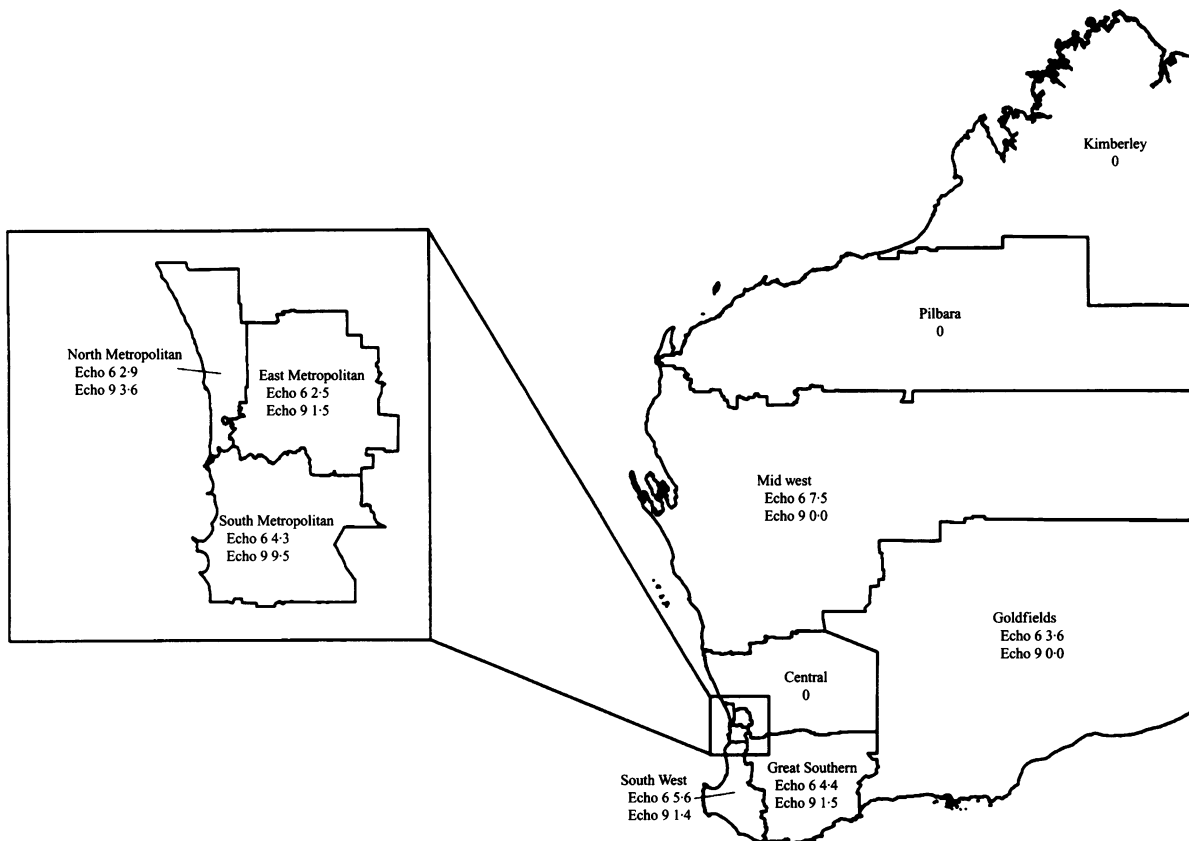 Kimberley
0
Pilbara
0
North Metropolitan
Echo 6 2·9
Echo 9 3·6
East Metropolitan
Echo 6 2·5
Echo 9 1·5
South Metropolitan
Echo 6 4·3
Echo 9 9·5
Mid west
Echo 6 7·5
Echo 9 0·0
Goldfields
Echo 6 3·6
Echo 9 0·0
Central
0
South West
Echo 6 5·6
Echo 9 1·4
Great Southern
Echo 6 4·4
Echo 9 1·5